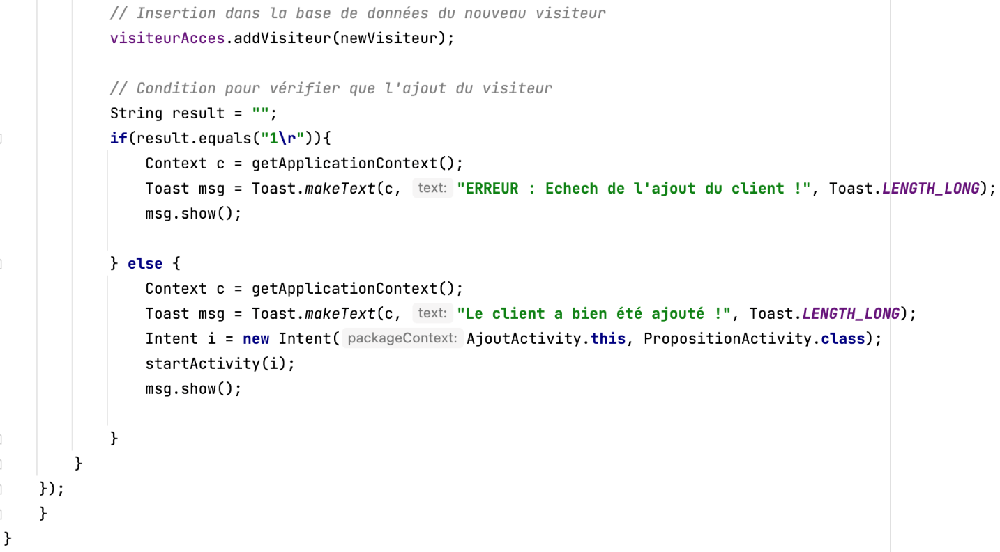 // Insertion dans la base de données du nouveau visiteur
visiteurAcces.addVisiteur(newVisiteur);
// Condition pour vérifier que l'ajout du visiteur
String result = "";
if(result.equals("1\r")){
Context c = getApplicationContext();
Toast msg = Toast.makeText(c, text: "ERREUR : Echech de l'ajout du client !", Toast.LENGTH_LONG);
msg.show();
} else {
Context c = getApplicationContext();
Toast msg = Toast.makeText(c, text: "Le client a bien été ajouté !", Toast.LENGTH_LONG);
Intent i = new Intent( packageContext: AjoutActivity.this, PropositionActivity.class);
startActivity(i);
msg.show();
}
}
});
}
}